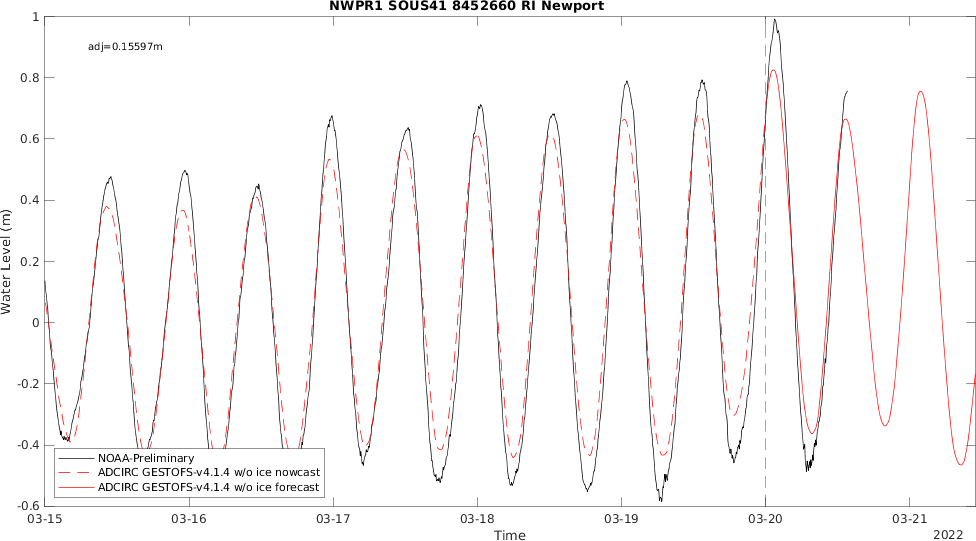 NWPR1 SOUS41 8452660 RI Newport
adj=0.15597m
1
0.8
0.6
0.4
0.2
0
-0.2
-0.4
-0.6
Water Level (m)
NOAA-Preliminary
ADCIRC GESTOFS-v4.1.4 w/o ice nowcast
ADCIRC GESTOFS-v4.1.4 w/o ice forecast
03-15 03-16 03-17 03-18 03-19 03-20 03-21
Time
2022